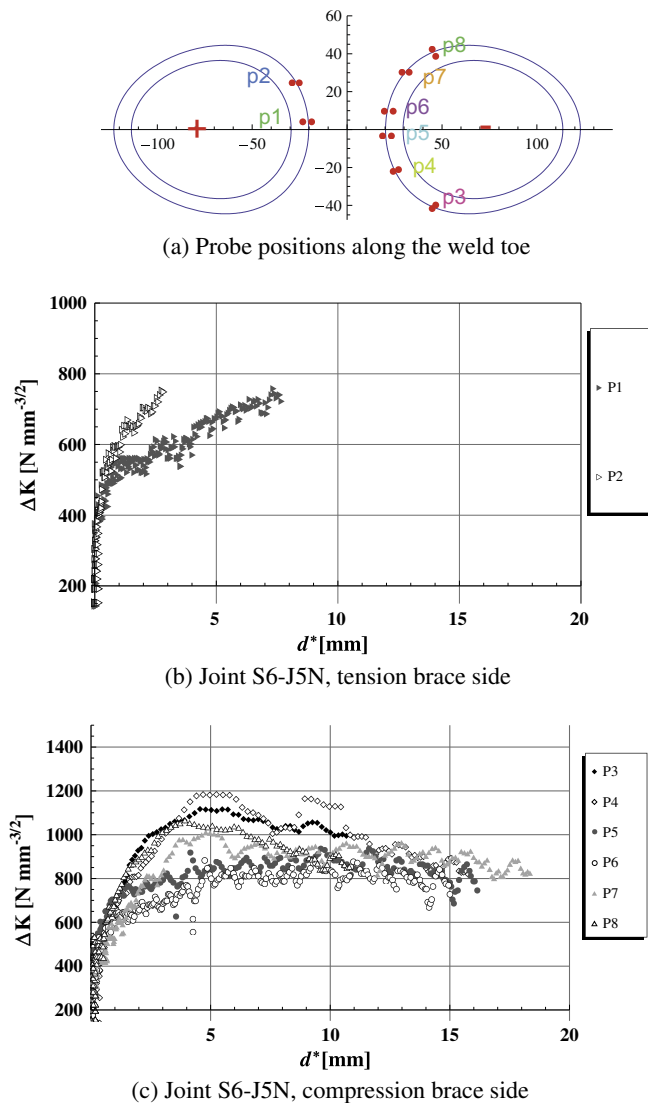 60
40
20
−20
−40
−100
−50
50
100
p2
p1
p8
p7
p6
p5
p4
p3
(a) Probe positions along the weld toe
1000
800
600
400
200
5
10
15
20
ΔK [N mm-3/2]
d*[mm]
P1
P2
(b) Joint S6-J5N, tension brace side
1400
1200
1000
800
600
400
200
5
10
15
20
ΔK [N mm-3/2]
d*[mm]
P3
P4
P5
P6
P7
P8
(c) Joint S6-J5N, compression brace side